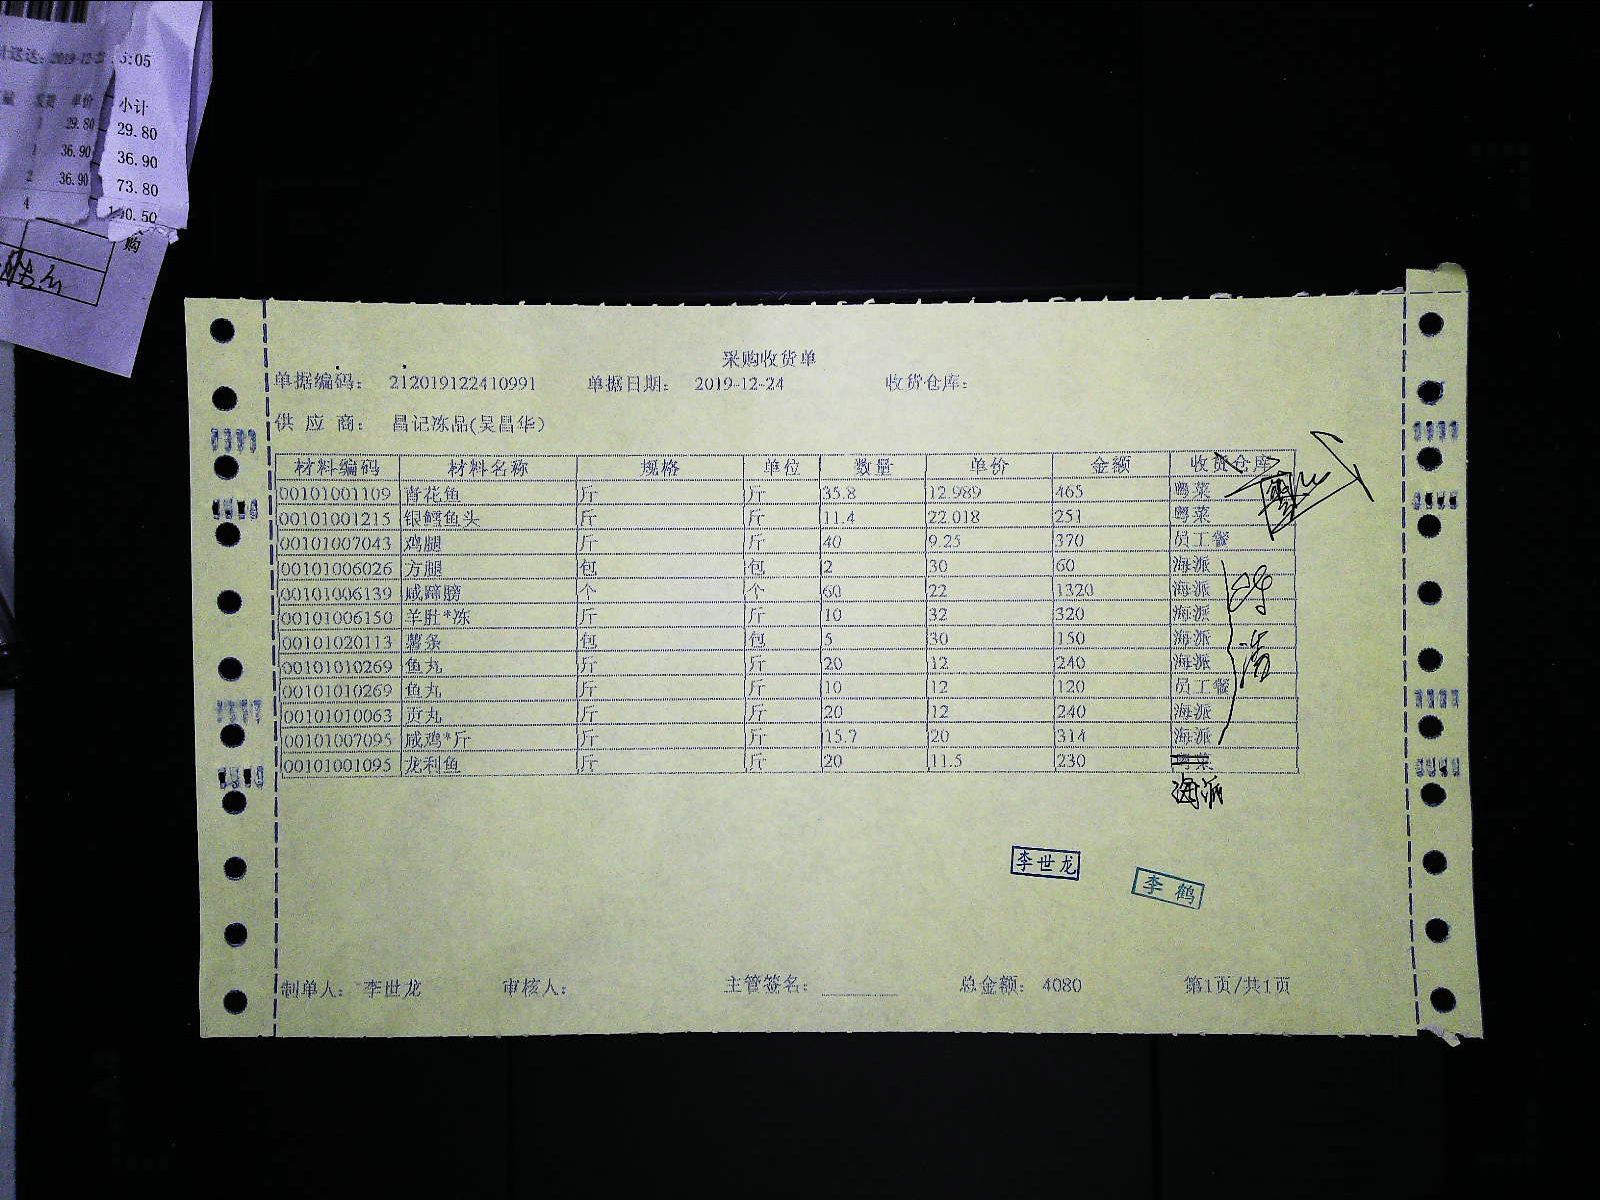 5:05
量 单价 小计
29.80 29.80
1 36.90 36.90
2 36.90 73.80
4
购
采购收货单
单据编码： 212019122410991 单据日期： 2019-12-24 收货仓库：
供 应 商： 昌记冻品(吴昌华)
材料编码 材料名称 规格 单位 数量 单价 金额 收货仓库
00101001109 青花鱼 斤 斤 35.8 12.989 465 粤菜
00101001215 银鳕鱼头 斤 斤 11.4 22.018 251 粤菜
00101007043 鸡腿 斤 斤 40 9.25 370 员工餐
00101006026 方腿 包 包 2 30 60 海派
00101006139 咸蹄膀 个 个 60 22 1320 海派
00101006150 羊肚*冻 斤 斤 10 32 320 海派
00101020113 薯条 包 包 5 30 150 海派
00101010269 鱼丸 斤 斤 20 12 240 海派
00101010269 鱼丸 斤 斤 10 12 120 员工餐
00101010063 贡丸 斤 斤 20 12 240 海派
00101007095 咸鸡*斤 斤 斤 15.7 20 314 海派
00101001095 龙利鱼 斤 斤 20 11.5 230 粤菜
海派
李世龙
李鹤
制单人： 李世龙 审核人： 主管签名： 总金额： 4080 第1页/共1页